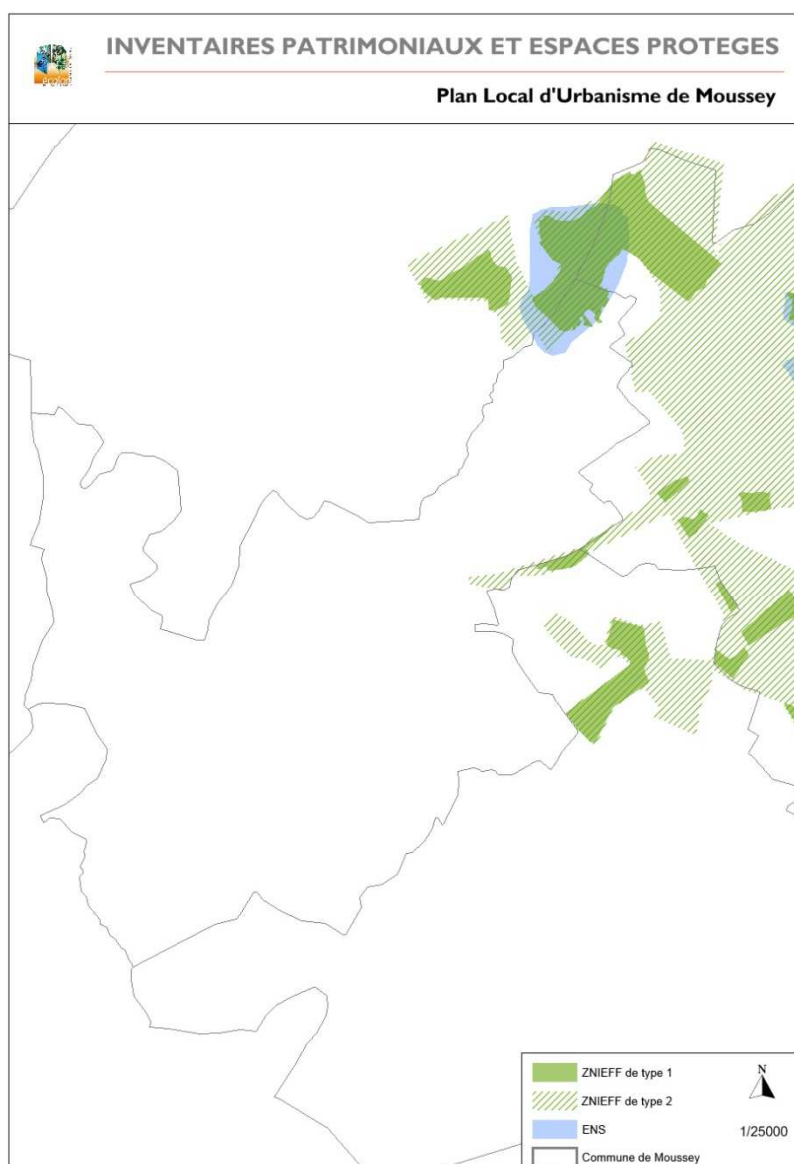 INVENTAIRES PATRIMONIAUX ET ESPACES PROTEGES
Plan Local d'Urbanisme de Moussey
ZNIEFF de type 1
N
ZNIEFF de type 2
ENS
1/25000
Commune de Moussey